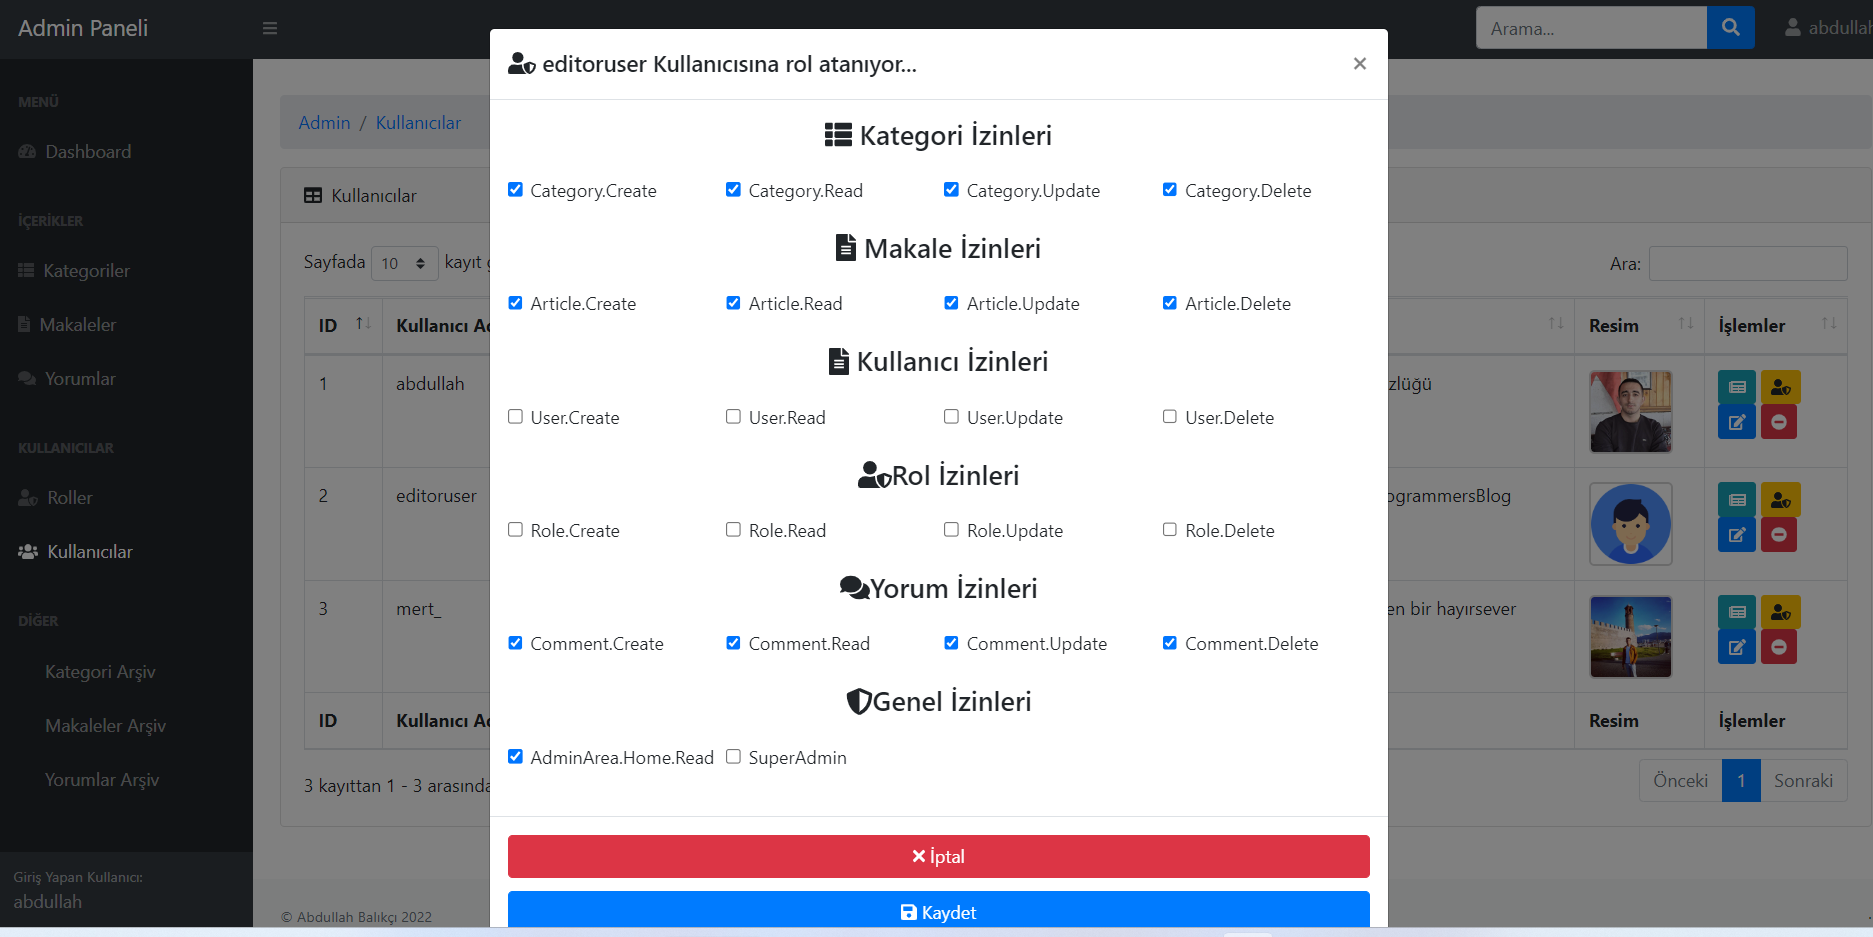 Admin Paneli
Arama...
abdullah
MENÜ
Dashboard
İÇERİKLER
Kategoriler
Makaleler
Yorumlar
KULLANICILAR
Roller
Kullanıcılar
DİĞER
Kategori Arşiv
Makaleler Arşiv
Yorumlar Arşiv
Giriş Yapan Kullanıcı:
abdullah
Admin / Kullanıcılar
Kullanıcılar
Sayfada 10 kayıt g
Ara:
ID Kullanıcı Ad
Resim İşlemler
1 abdullah
zlüğü
2 editoruser
ogrammersBlog
3 mert_
en bir hayırsever
ID Kullanıcı Ad
Resim İşlemler
3 kayıttan 1 - 3 arasında
Önceki 1 Sonraki
© Abdullah Balıkçı 2022
editoruser Kullanıcısına rol atanıyor...
×
Kategori İzinleri
Category.Create Category.Read Category.Update Category.Delete
Makale İzinleri
Article.Create Article.Read Article.Update Article.Delete
Kullanıcı İzinleri
User.Create User.Read User.Update User.Delete
Rol İzinleri
Role.Create Role.Read Role.Update Role.Delete
Yorum İzinleri
Comment.Create Comment.Read Comment.Update Comment.Delete
Genel İzinleri
AdminArea.Home.Read SuperAdmin
İptal
Kaydet